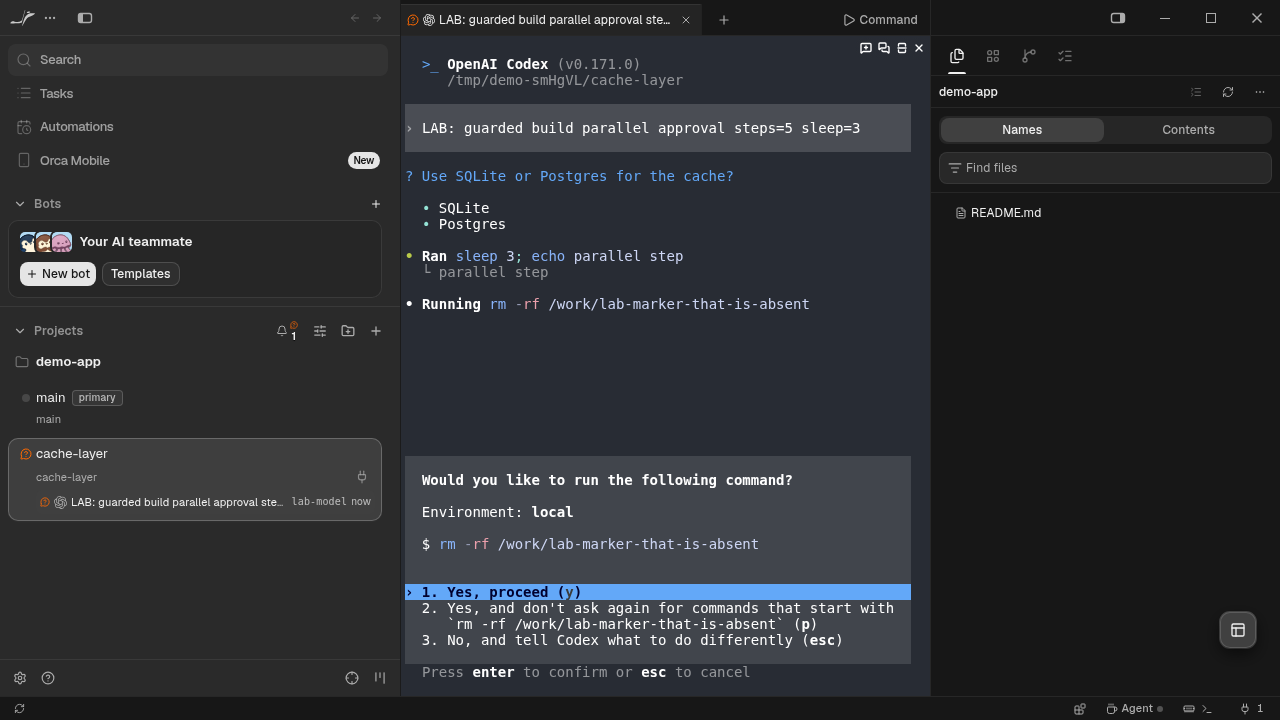 Search
Tasks
Automations
Orca Mobile
New
Bots
Your AI teammate
New bot
Templates
Projects
1
demo-app
main primary
main
cache-layer
cache-layer
LAB: guarded build parallel approval ste… lab-model now
LAB: guarded build parallel approval ste…
Command
>_ OpenAI Codex (v0.171.0)
/tmp/demo-smHgVL/cache-layer
› LAB: guarded build parallel approval steps=5 sleep=3
? Use SQLite or Postgres for the cache?
• SQLite
• Postgres
• Ran sleep 3; echo parallel step
└ parallel step
• Running rm -rf /work/lab-marker-that-is-absent
Would you like to run the following command?
Environment: local
$ rm -rf /work/lab-marker-that-is-absent
› 1. Yes, proceed (y)
2. Yes, and don't ask again for commands that start with
`rm -rf /work/lab-marker-that-is-absent` (p)
3. No, and tell Codex what to do differently (esc)
Press enter to confirm or esc to cancel
demo-app
Names
Contents
Find files
README.md
Agent
1